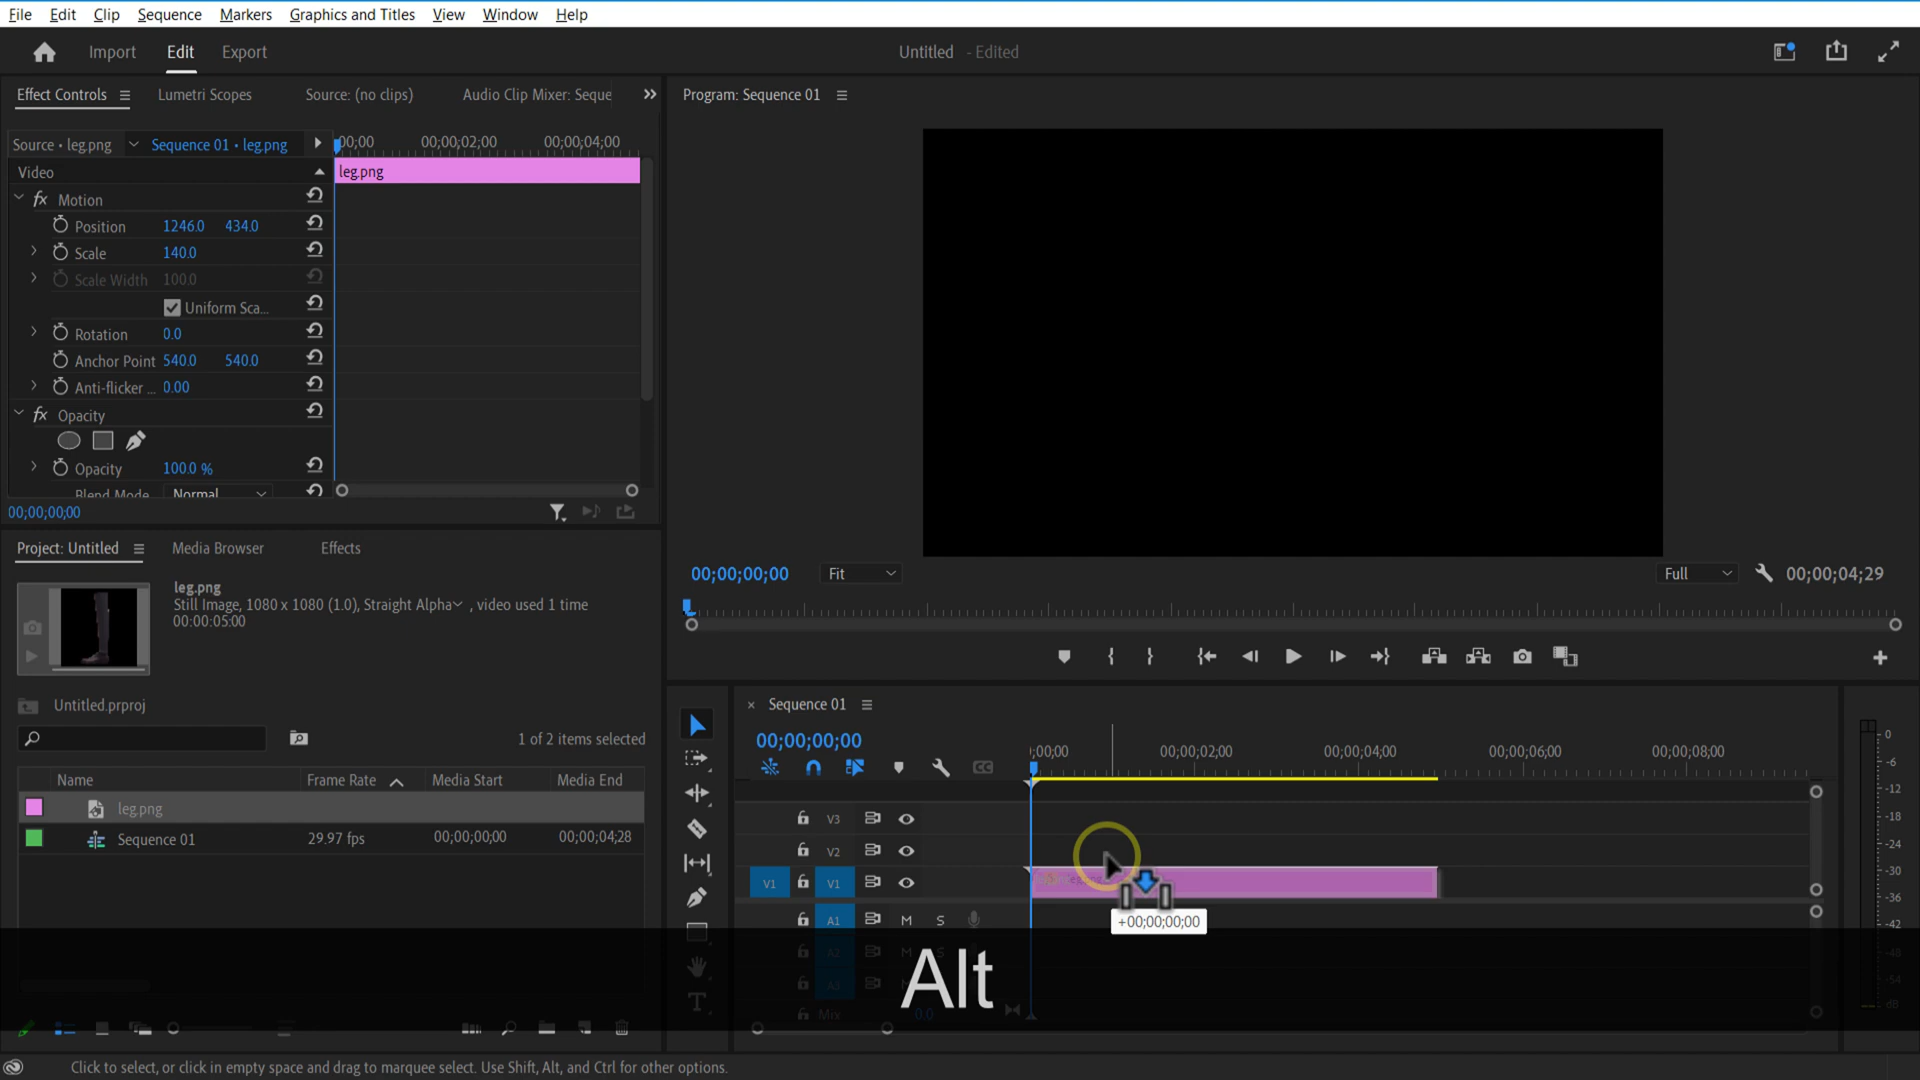 File Edit Clip Sequence Markers Graphics and Titles View Window Help
Import Edit Export Untitled - Edited
Effect Controls Lumetri Scopes Source: (no clips) Audio Clip Mixer: Seque Program: Sequence 01
Source • leg.png Sequence 01 • leg.png 00;00 00;00;02;00 00;00;04;00
Video leg.png
fx Motion
Position 1246.0 434.0
Scale 140.0
Scale Width 100.0
Uniform Sca...
Rotation 0.0
Anchor Point 540.0 540.0
Anti-flicker ... 0.00
fx Opacity
Opacity 100.0 %
Blend Mode Normal
00;00;00;00
Project: Untitled Media Browser Effects
00;00;00;00 Fit Full 00;00;04;29
leg.png
Still Image, 1080 x 1080 (1.0), Straight Alpha , video used 1 time
00:00:05:00
Untitled.prproj
1 of 2 items selected
Name Frame Rate Media Start Media End
leg.png
Sequence 01 29.97 fps 00;00;00;00 00;00;04;28
× Sequence 01
00;00;00;00 ;00;00 00;00;02;00 00;00;04;00 00;00;06;00 00;00;08;00
V3
V2
V1 V1
A1 M S
+00;00;00;00
A2 M S
A3 M
Mix 0.0
0
-6
-12
-18
-24
-30
-36
-42
-48
-54
dB
Alt
Click to select, or click in empty space and drag to marquee select. Use Shift, Alt, and Ctrl for other options.